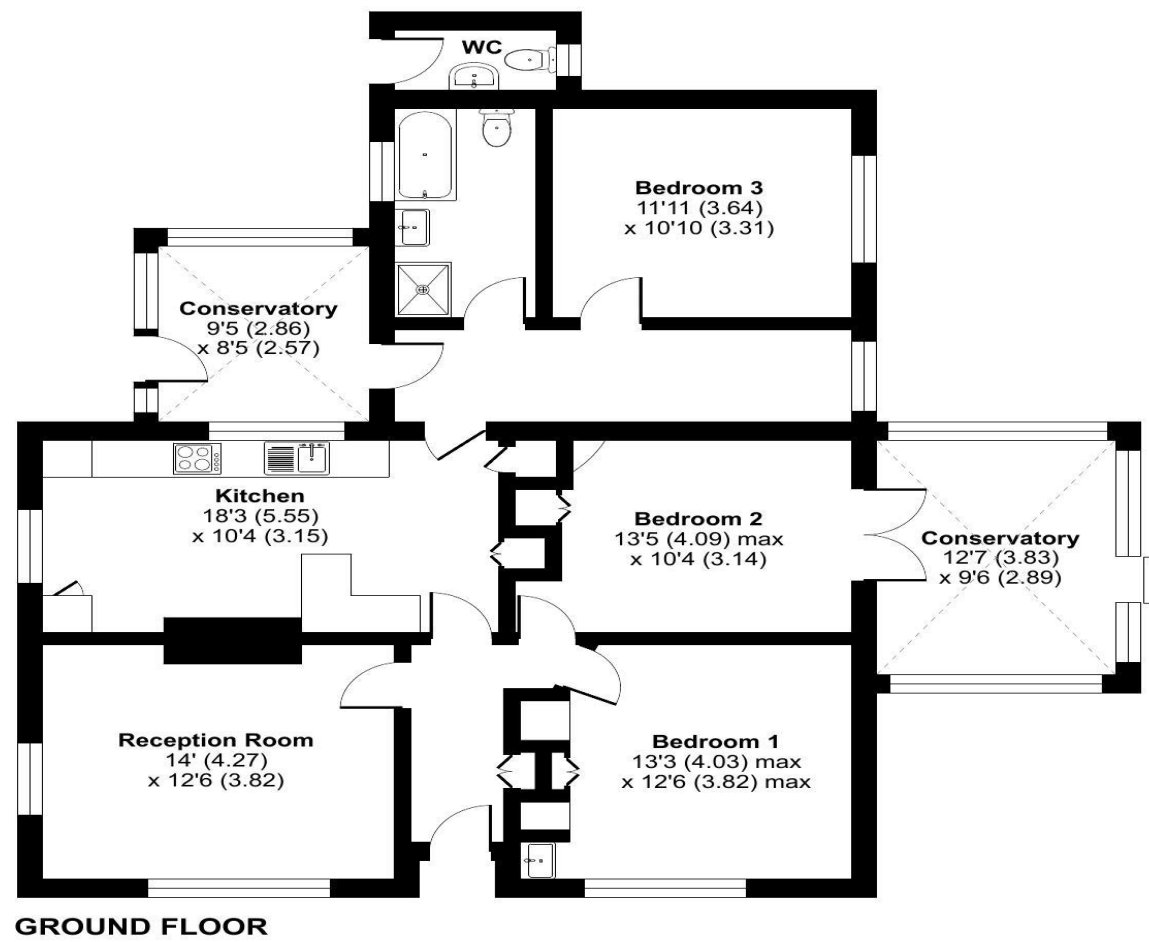 WC
Bedroom 3
11'11 (3.64)
x 10'10 (3.31)
Conservatory
9'5 (2.86)
x 8'5 (2.57)
Kitchen
18'3 (5.55)
x 10'4 (3.15)
Bedroom 2
13'5 (4.09) max
x 10'4 (3.14)
Conservatory
12'7 (3.83)
x 9'6 (2.89)
Reception Room
14' (4.27)
x 12'6 (3.82)
Bedroom 1
13'3 (4.03) max
x 12'6 (3.82) max
GROUND FLOOR